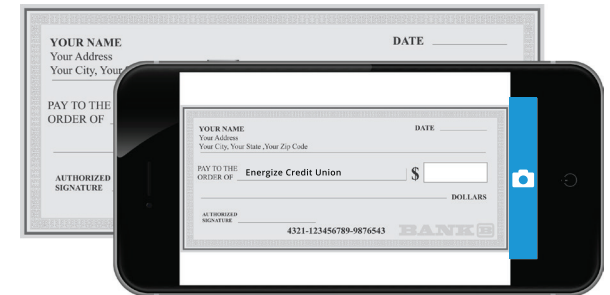 YOUR NAME
DATE
Your Address
Your City, Your
PAY TO THE
ORDER OF
AUTHORIZED
SIGNATURE
YOUR NAME
DATE
Your Address
Your City, Your State ,Your Zip Code
PAY TO THE
ORDER OF Energize Credit Union $
DOLLARS
AUTHORIZED
SIGNATURE
4321-123456789-9876543
BANK B